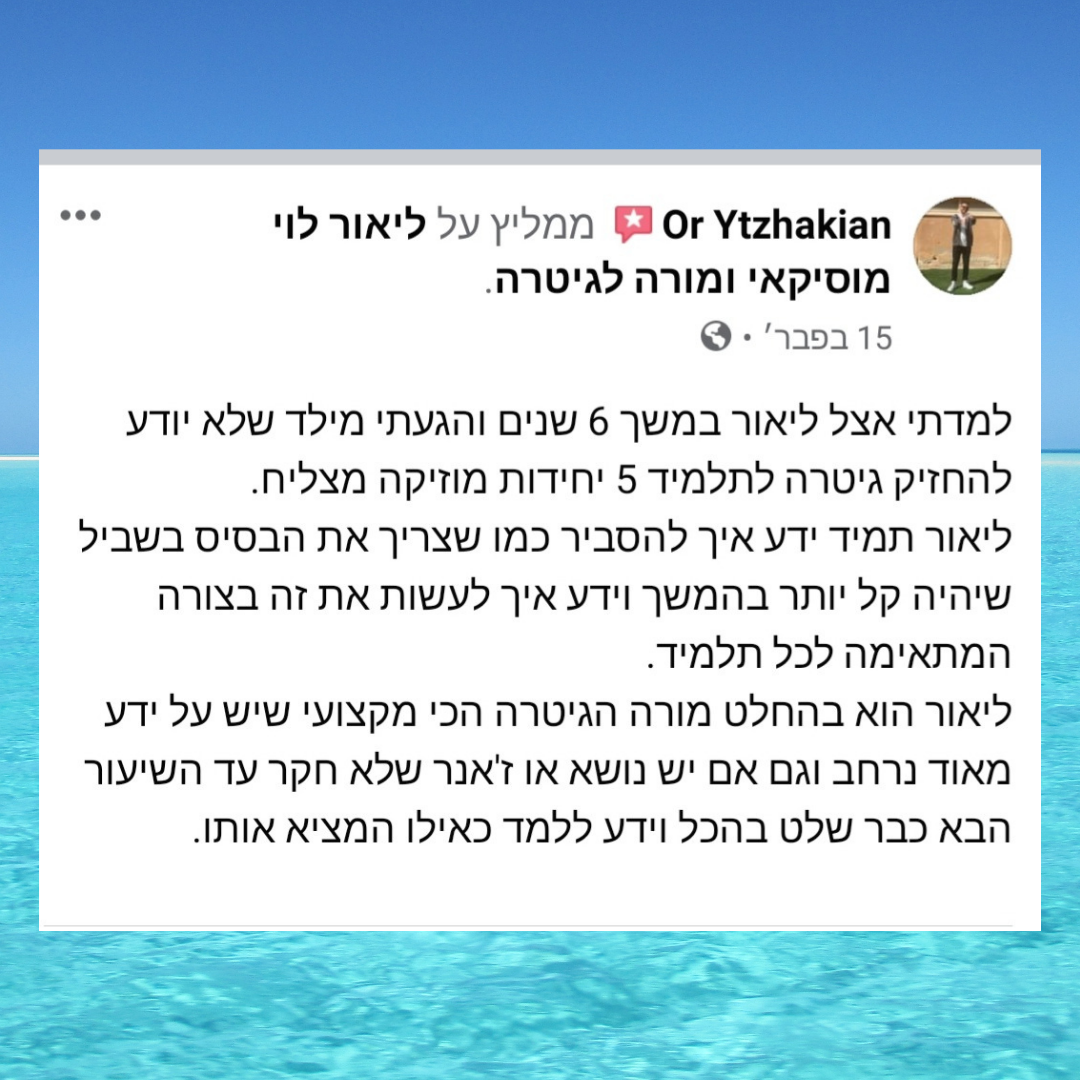 Or Ytzhakian ממליץ על ליאור לוי
מוסיקאי ומורה לגיטרה.
15 בפבר׳ •
למדתי אצל ליאור במשך 6 שנים והגעתי מילד שלא יודע
להחזיק גיטרה לתלמיד 5 יחידות מוזיקה מצליח.
ליאור תמיד ידע איך להסביר כמו שצריך את הבסיס בשביל
שיהיה קל יותר בהמשך וידע איך לעשות את זה בצורה
המתאימה לכל תלמיד.
ליאור הוא בהחלט מורה הגיטרה הכי מקצועי שיש על ידע
מאוד נרחב וגם אם יש נושא או ז'אנר שלא חקר עד השיעור
הבא כבר שלט בהכל וידע ללמד כאילו המציא אותו.